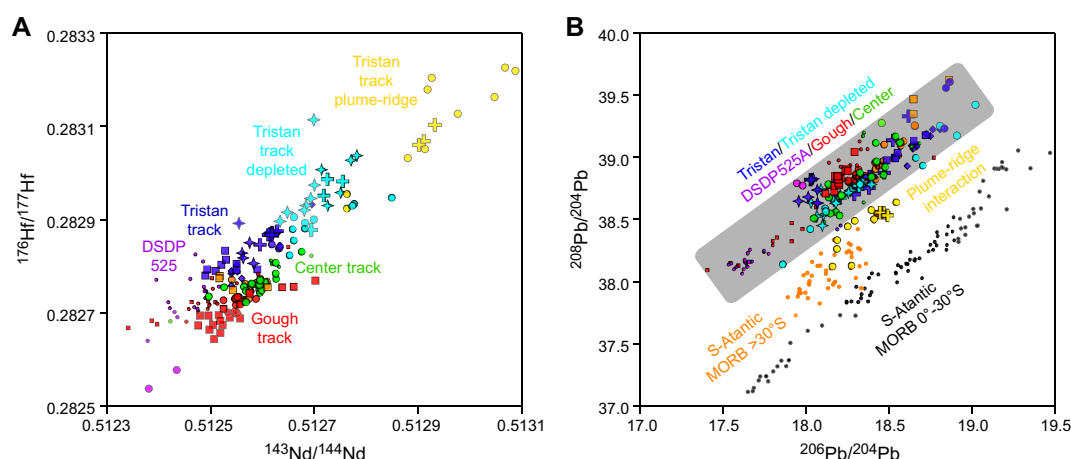 A
0.2833
0.2831
0.2829
0.2827
0.2825
176Hf/177Hf
0.5123
0.5125
0.5127
0.5129
0.5131
143Nd/144Nd
Tristan
track
plume-ridge
Tristan
track
depleted
Tristan
track
DSDP
525
Center track
Gough
track
B
40.0
39.5
39.0
38.5
38.0
37.5
37.0
208Pb/204Pb
17.0
17.5
18.0
18.5
19.0
19.5
206Pb/204Pb
Tristan/Tristan depleted
DSDP525A/Gough/Center
Plume-ridge
interaction
S-Atantic
MORB >30°S
S-Atantic
MORB 0°-30°S